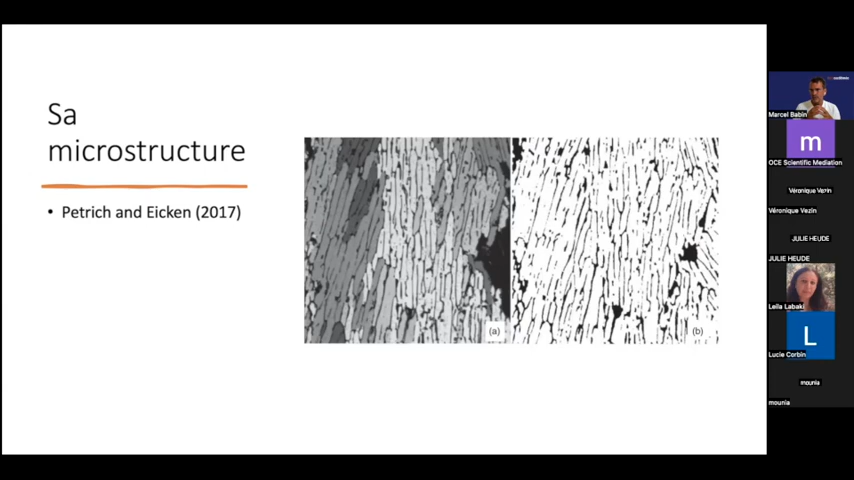 Sa
microstructure
• Petrich and Eicken (2017)
(a)
(b)
Marcel Babin
m
OCE Scientific Mediation
Véronique Vezin
Véronique Vezin
JULIE HEUDE
JULIE HEUDE
Leila Labaki
L
Lucie Corbin
mounia
mounia